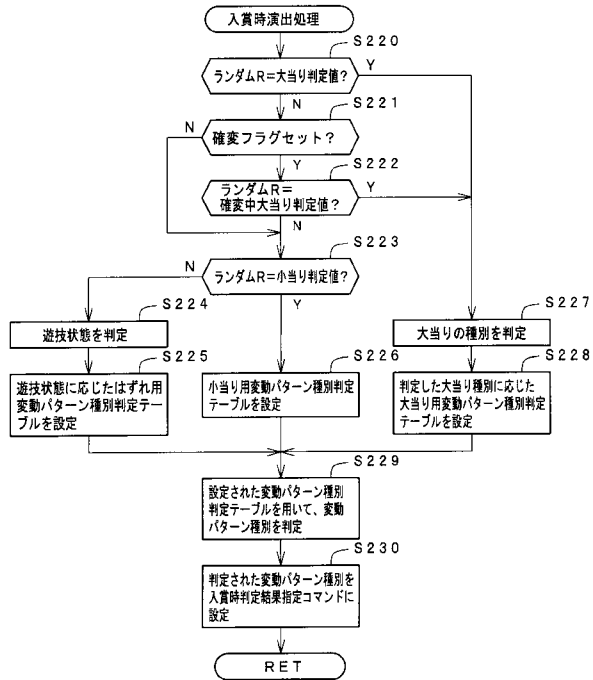 入賞時演出処理
S220
ランダムR=大当り判定値?
Y
N
S221
N
確変フラグセット?
Y
S222
ランダムR=
確変中大当り判定値?
Y
N
S223
N
ランダムR=小当り判定値?
Y
S224
遊技状態を判定
S227
大当りの種別を判定
S225
遊技状態に応じたはずれ用
変動パターン種別判定テー
ブルを設定
S226
小当り用変動パターン種別判定
テーブルを設定
S228
判定した大当り種別に応じた
大当り用変動パターン種別判定
テーブルを設定
S229
設定された変動パターン種別
判定テーブルを用いて、変動
パターン種別を判定
S230
判定された変動パターン種別を
入賞時判定結果指定コマンドに
設定
RET